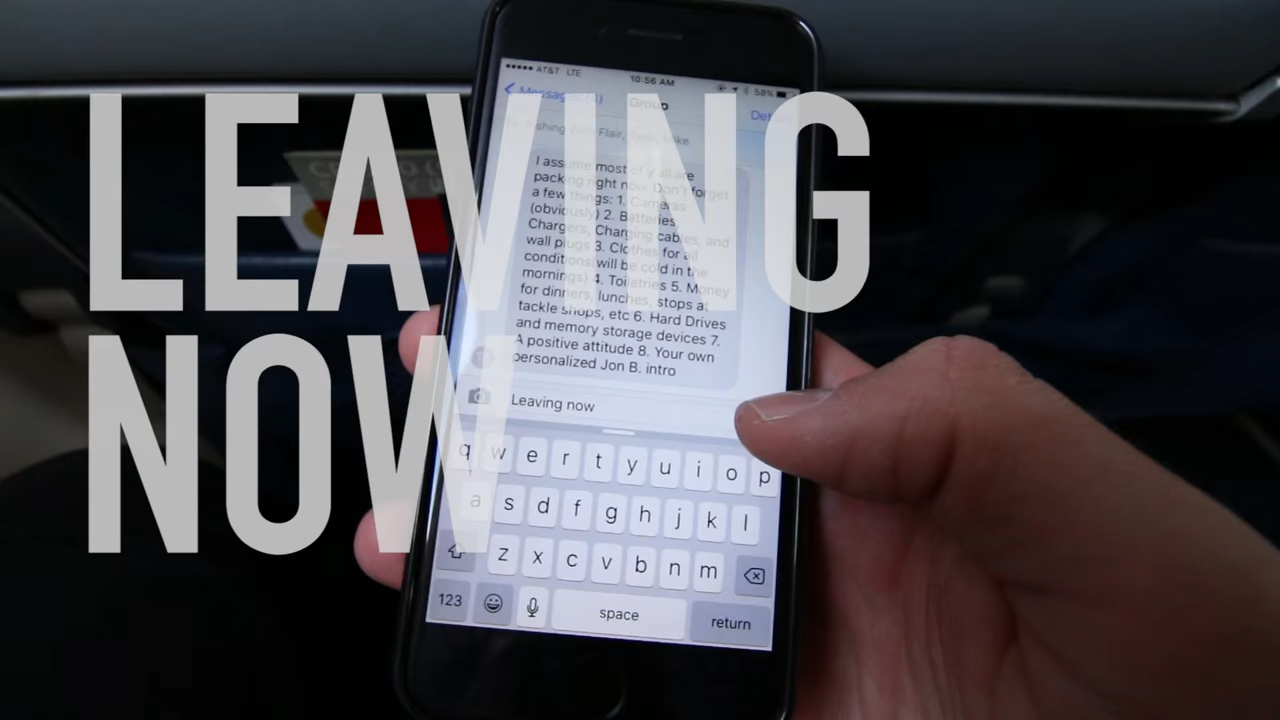 LEAVING
NOW
AT&T LTE
10:56 AM
58%
Messages
Group
Flair,
I assume most of y'all are
packing right now. Don't forget
a few things: 1. Cameras
(obviously) 2. Batteries,
Chargers, Charging cables, and
wall plugs 3. Clothes for all
conditions(will be cold in the
mornings) 4. Toiletries 5. Money
for dinners, lunches, stops at
tackle shops, etc 6. Hard Drives
and memory storage devices 7.
A positive attitude 8. Your own
personalized Jon B. intro
Leaving now
q w e r t y u i o p
a s d f g h j k l
z x c v b n m
123
space
return